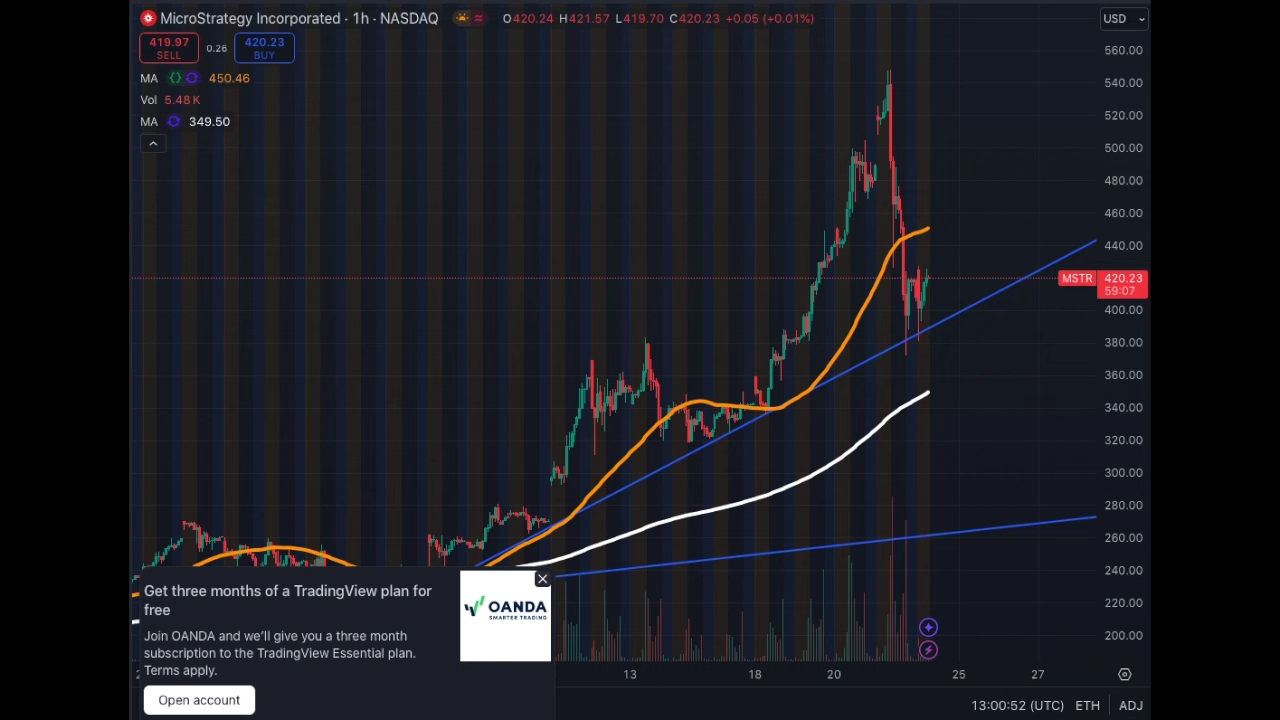 MicroStrategy Incorporated · 1h · NASDAQ
O420.24 H421.57 L419.70 C420.23 +0.05 (+0.01%)
USD
419.97
SELL
0.26
420.23
BUY
MA 450.46
Vol 5.48 K
MA 349.50
560.00
540.00
520.00
500.00
480.00
460.00
440.00
MSTR 420.23
59:07
400.00
380.00
360.00
340.00
320.00
300.00
280.00
260.00
240.00
220.00
200.00
Get three months of a TradingView plan for
free
Join OANDA and we'll give you a three month
subscription to the TradingView Essential plan.
Terms apply.
Open account
OANDA
SMARTER TRADING
13
18
20
25
27
13:00:52 (UTC) ETH ADJ